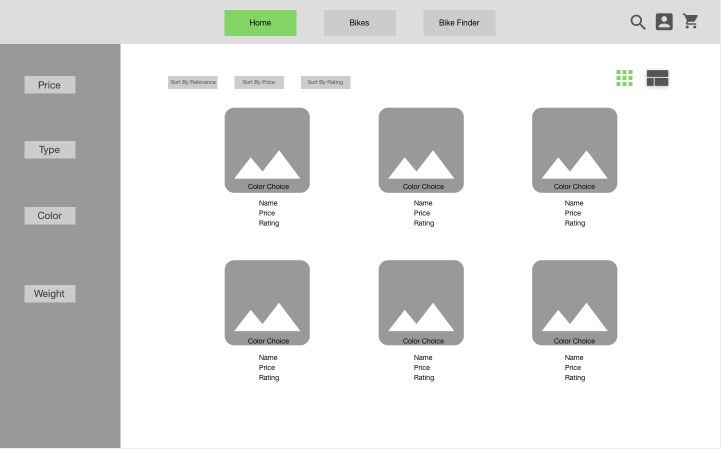 Home
Bikes
Bike Finder
Price
Type
Color
Weight
Sort By Relevance
Sort By Price
Sort By Rating
Color Choice
Name
Price
Rating
Color Choice
Name
Price
Rating
Color Choice
Name
Price
Rating
Color Choice
Name
Price
Rating
Color Choice
Name
Price
Rating
Color Choice
Name
Price
Rating